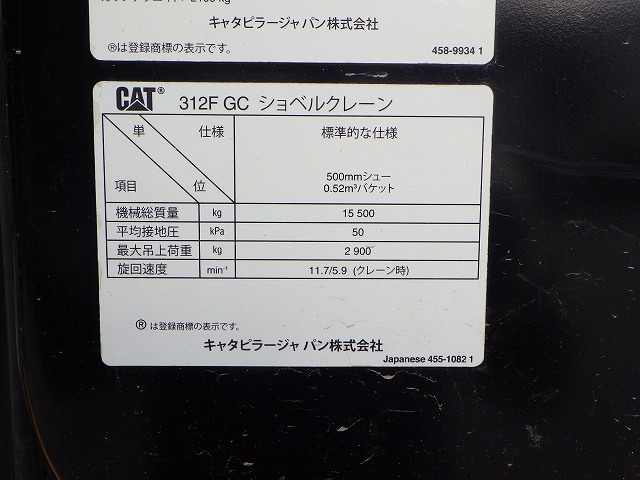 キャタピラージャパン株式会社
®は登録商標の表示です。
458-9934 1
CAT® 312F GC ショベルクレーン
単 仕様 標準的な仕様
500mmシュー
項目 位 0.52m³バケット
機械総質量 kg 15 500
平均接地圧 kPa 50
最大吊上荷重 kg 2 900
旋回速度 min⁻¹ 11.7/5.9 (クレーン時)
®は登録商標の表示です。
キャタピラージャパン株式会社
Japanese 455-1082 1